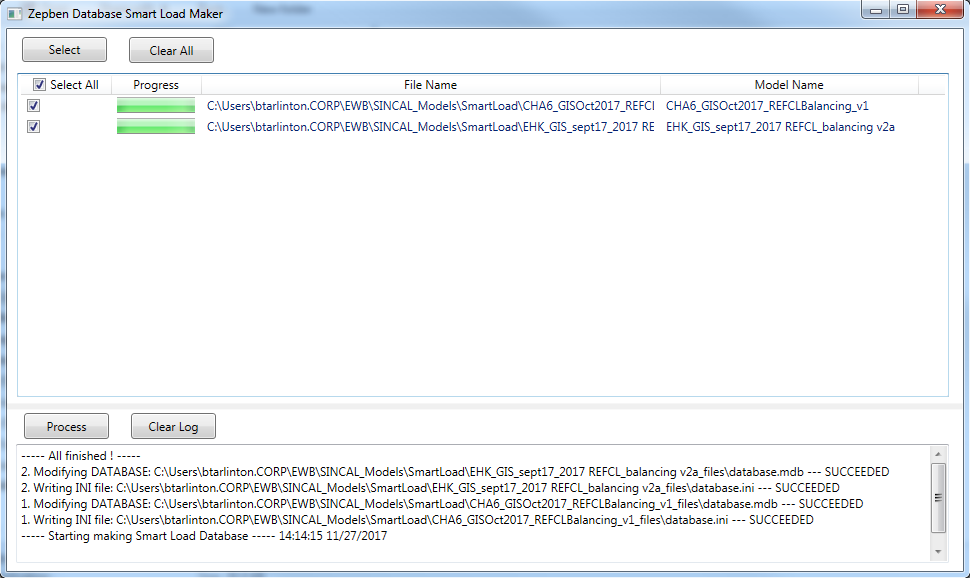 Zepben Database Smart Load Maker
Select Clear All
Select All Progress File Name Model Name
C:\Users\btarlinton.CORP\EWB\SINCAL_Models\SmartLoad\CHA6_GISOct2017_REFCl CHA6_GISOct2017_REFCLBalancing_v1
C:\Users\btarlinton.CORP\EWB\SINCAL_Models\SmartLoad\EHK_GIS_sept17_2017 RE EHK_GIS_sept17_2017 REFCL_balancing v2a
Process Clear Log
----- All finished ! -----
2. Modifying DATABASE: C:\Users\btarlinton.CORP\EWB\SINCAL_Models\SmartLoad\EHK_GIS_sept17_2017 REFCL_balancing v2a_files\database.mdb --- SUCCEEDED
2. Writing INI file: C:\Users\btarlinton.CORP\EWB\SINCAL_Models\SmartLoad\EHK_GIS_sept17_2017 REFCL_balancing v2a_files\database.ini --- SUCCEEDED
1. Modifying DATABASE: C:\Users\btarlinton.CORP\EWB\SINCAL_Models\SmartLoad\CHA6_GISOct2017_REFCLBalancing_v1_files\database.mdb --- SUCCEEDED
1. Writing INI file: C:\Users\btarlinton.CORP\EWB\SINCAL_Models\SmartLoad\CHA6_GISOct2017_REFCLBalancing_v1_files\database.ini --- SUCCEEDED
----- Starting making Smart Load Database ----- 14:14:15 11/27/2017